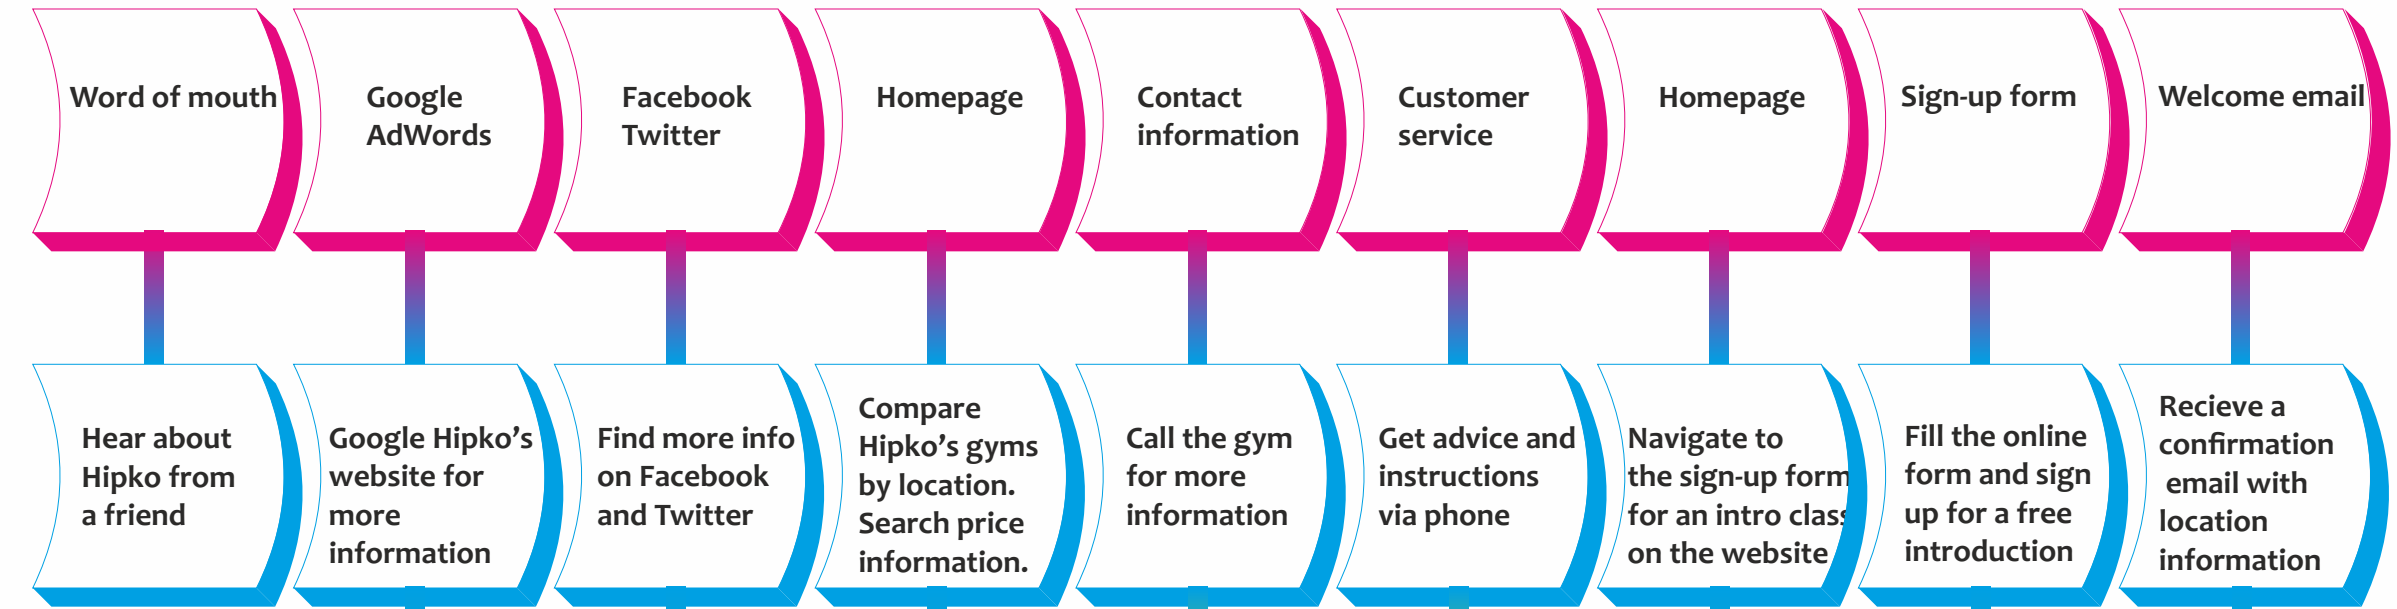 Word of mouth
Google
AdWords
Facebook
Twitter
Homepage
Contact
information
Customer
service
Homepage
Sign-up form
Welcome email
Hear about
Hipko from
a friend
Google Hipko’s
website for
more
information
Find more info
on Facebook
and Twitter
Compare
Hipko’s gyms
by location.
Search price
information.
Call the gym
for more
information
Get advice and
instructions
via phone
Navigate to
the sign-up form
for an intro class
on the website
Fill the online
form and sign
up for a free
introduction
Recieve a
confirmation
email with
location
information